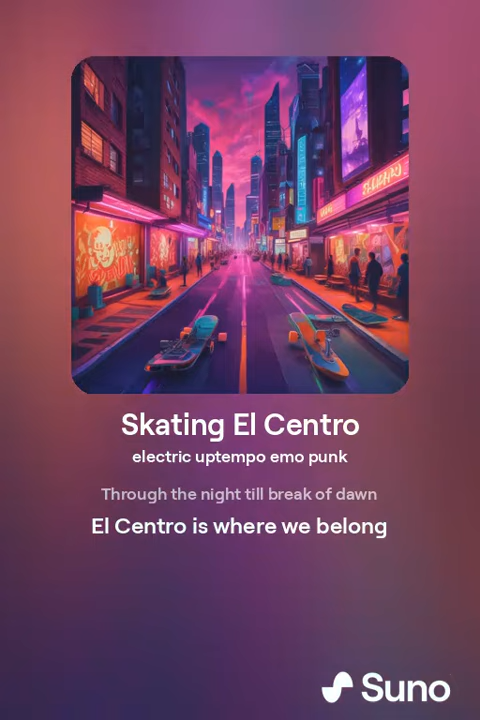 Skating El Centro
electric uptempo emo punk
Through the night till break of dawn
El Centro is where we belong
Suno